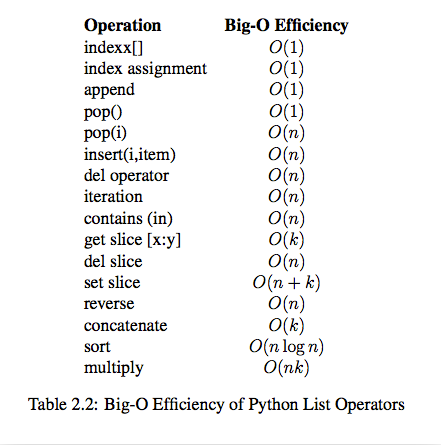 Operation Big-O Efficiency
indexx[] O(1)
index assignment O(1)
append O(1)
pop() O(1)
pop(i) O(n)
insert(i,item) O(n)
del operator O(n)
iteration O(n)
contains (in) O(n)
get slice [x:y] O(k)
del slice O(n)
set slice O(n + k)
reverse O(n)
concatenate O(k)
sort O(n log n)
multiply O(nk)
Table 2.2: Big-O Efficiency of Python List Operators